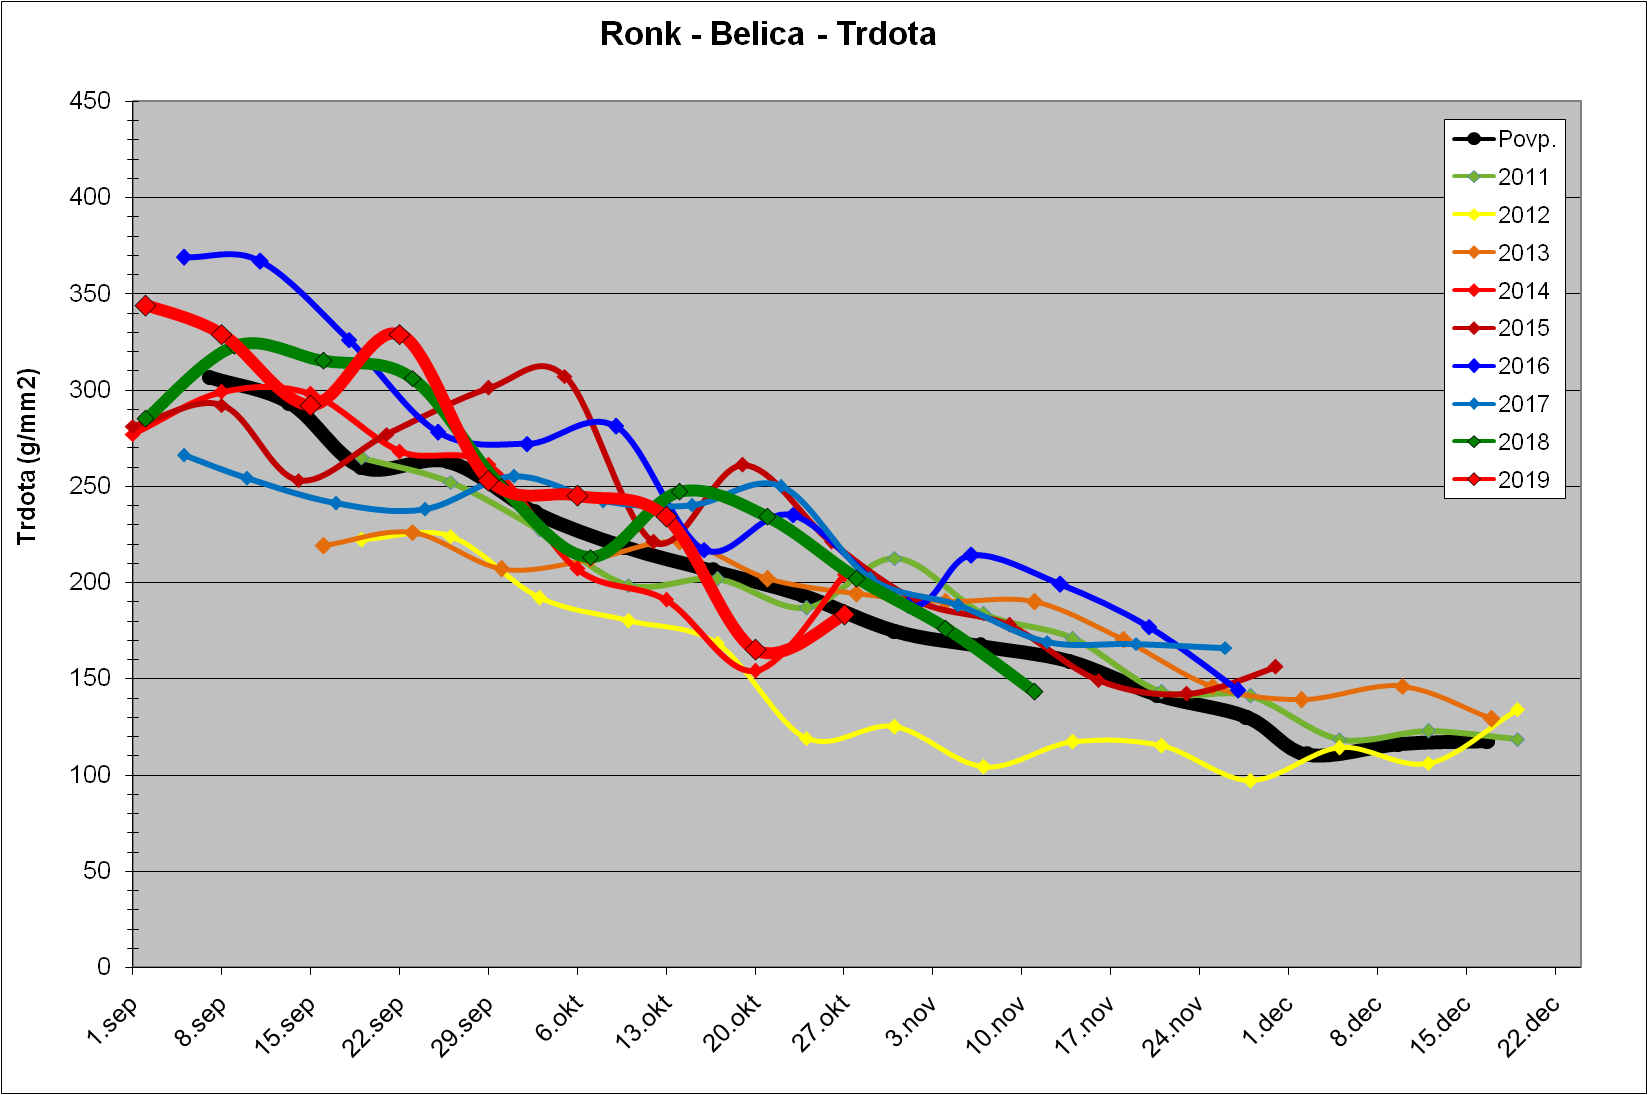 Ronk - Belica - Trdota
Trdota (g/mm2)
450
400
350
300
250
200
150
100
50
0
1.sep
8.sep
15.sep
22.sep
29.sep
6.okt
13.okt
20.okt
27.okt
3.nov
10.nov
17.nov
24.nov
1.dec
8.dec
15.dec
22.dec
Povp.
2011
2012
2013
2014
2015
2016
2017
2018
2019